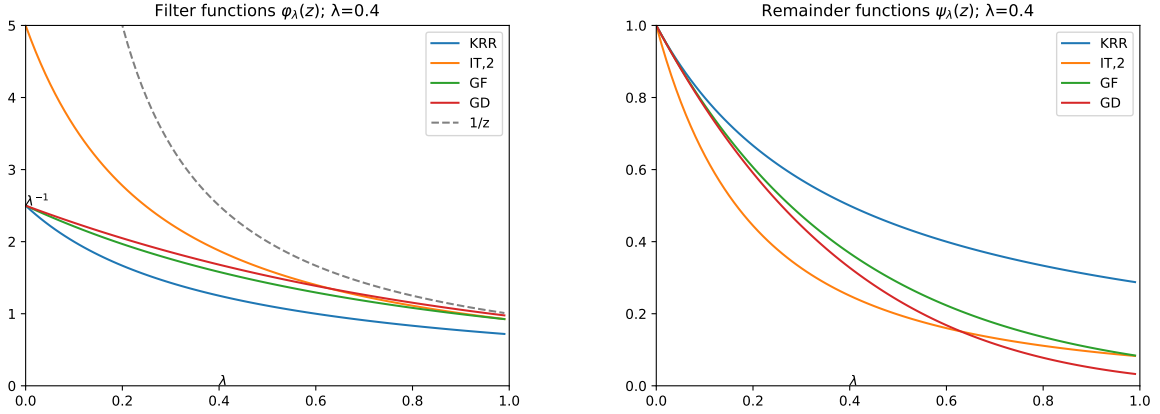 Filter functions φλ(z); λ=0.4
5
4
3
2
1
0
λ⁻¹
λ
0.0 0.2 0.4 0.6 0.8 1.0
KRR
IT,2
GF
GD
1/z
Remainder functions ψλ(z); λ=0.4
1.0
0.8
0.6
0.4
0.2
0.0
λ
0.0 0.2 0.4 0.6 0.8 1.0
KRR
IT,2
GF
GD